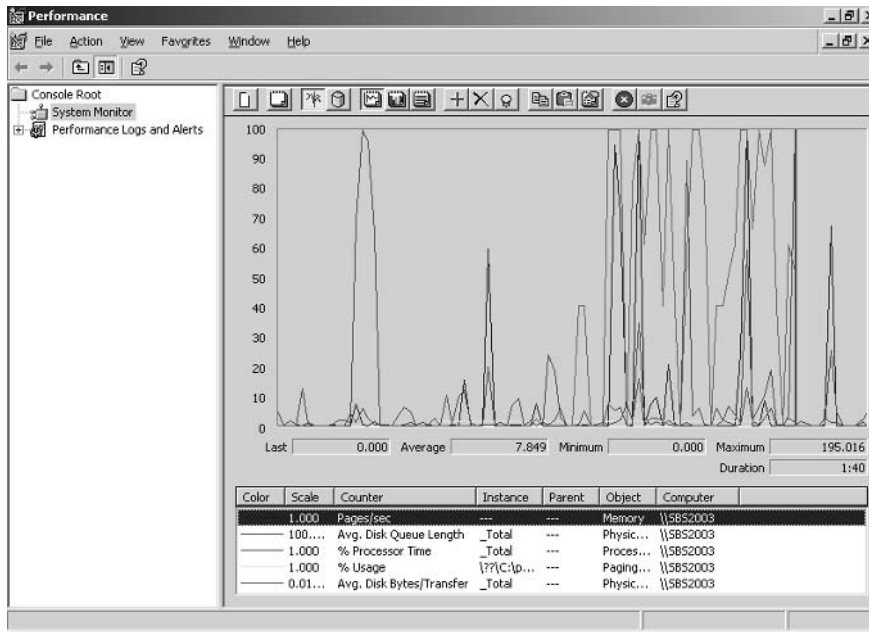 Performance
File Action View Favorites Window Help
Console Root
System Monitor
Performance Logs and Alerts
100
90
80
70
60
50
40
30
20
10
0
Last 0.000 Average 7.849 Minimum 0.000 Maximum 195.016
Duration 1:40
Color Scale Counter Instance Parent Object Computer
1.000 Pages/sec --- --- Memory \\SBS2003
100.... Avg. Disk Queue Length _Total --- Physic... \\SBS2003
1.000 % Processor Time _Total --- Proces... \\SBS2003
1.000 % Usage \??\C:\p... --- Paging... \\SBS2003
0.01... Avg. Disk Bytes/Transfer _Total --- Physic... \\SBS2003